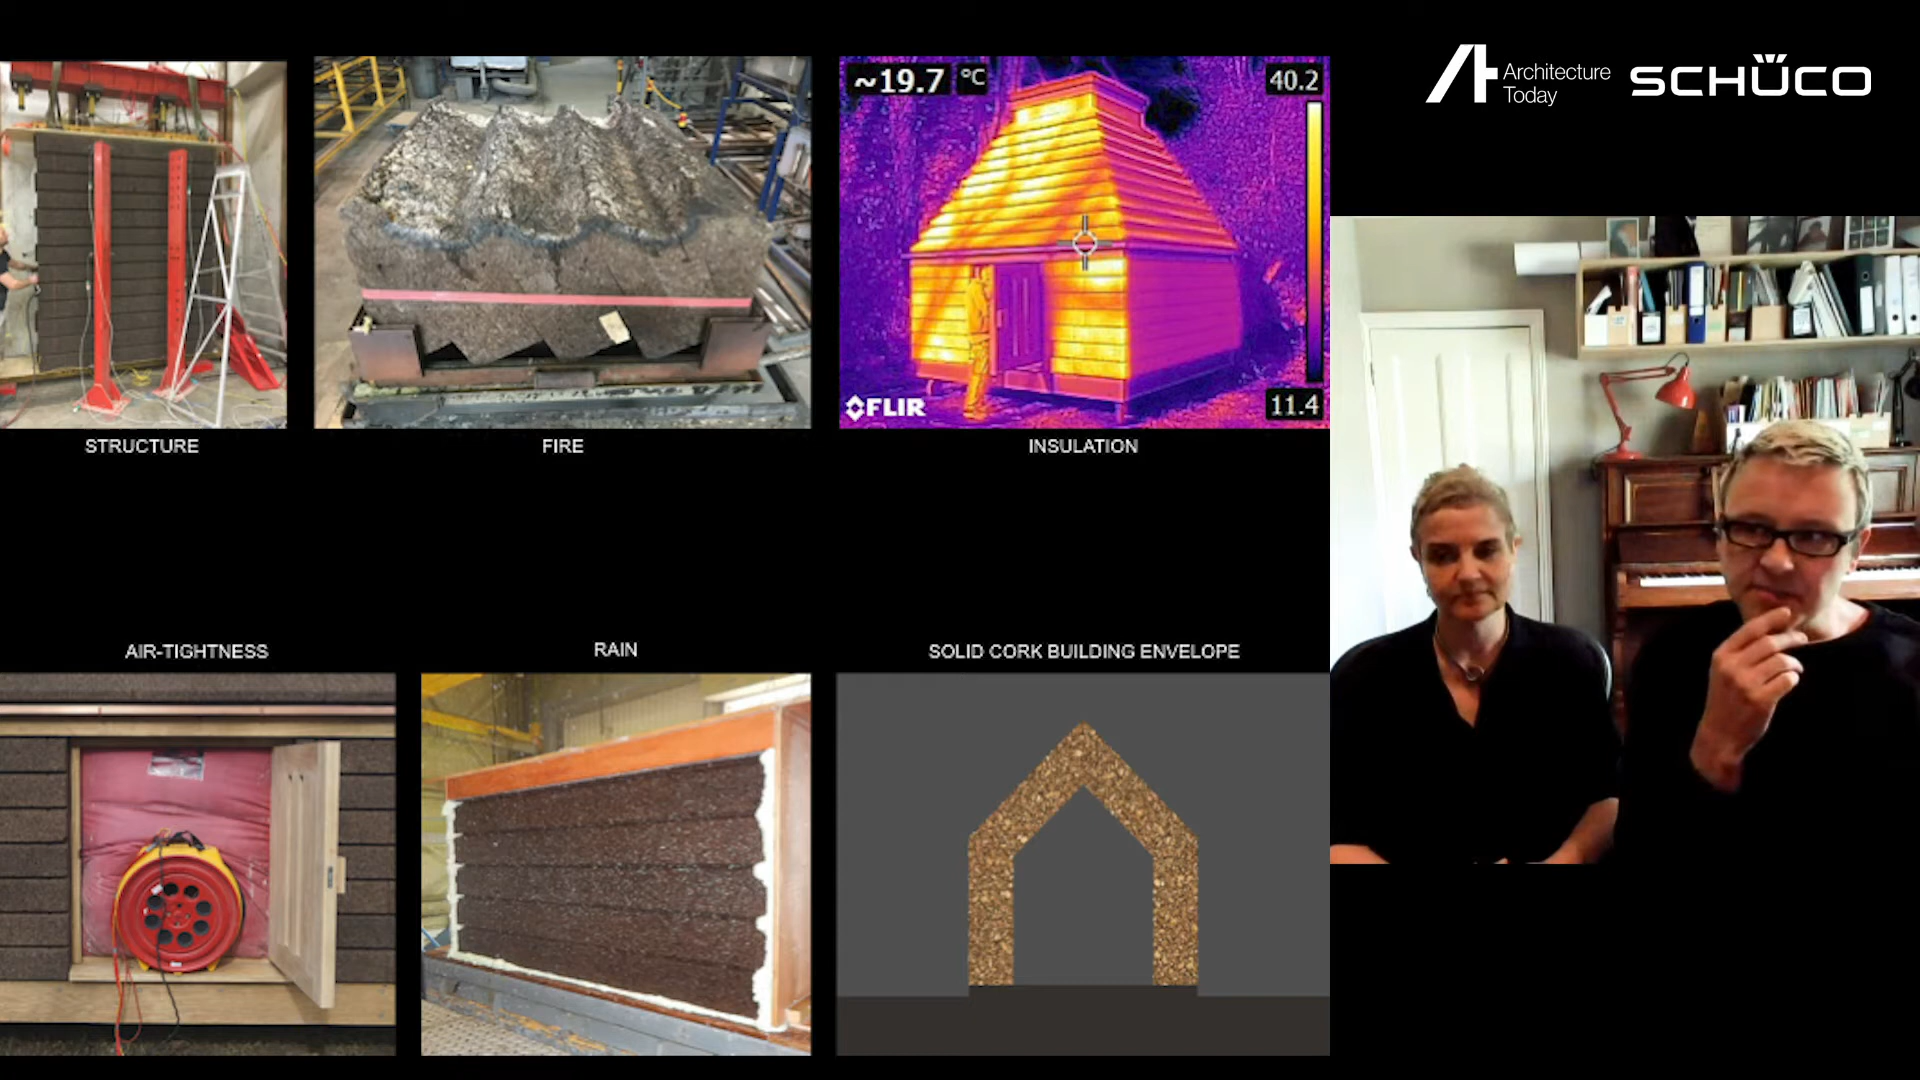 ~19.7 °C
40.2
11.4
FLIR
STRUCTURE
FIRE
INSULATION
AIR-TIGHTNESS
RAIN
SOLID CORK BUILDING ENVELOPE
Architecture
Today
SCHÜCO